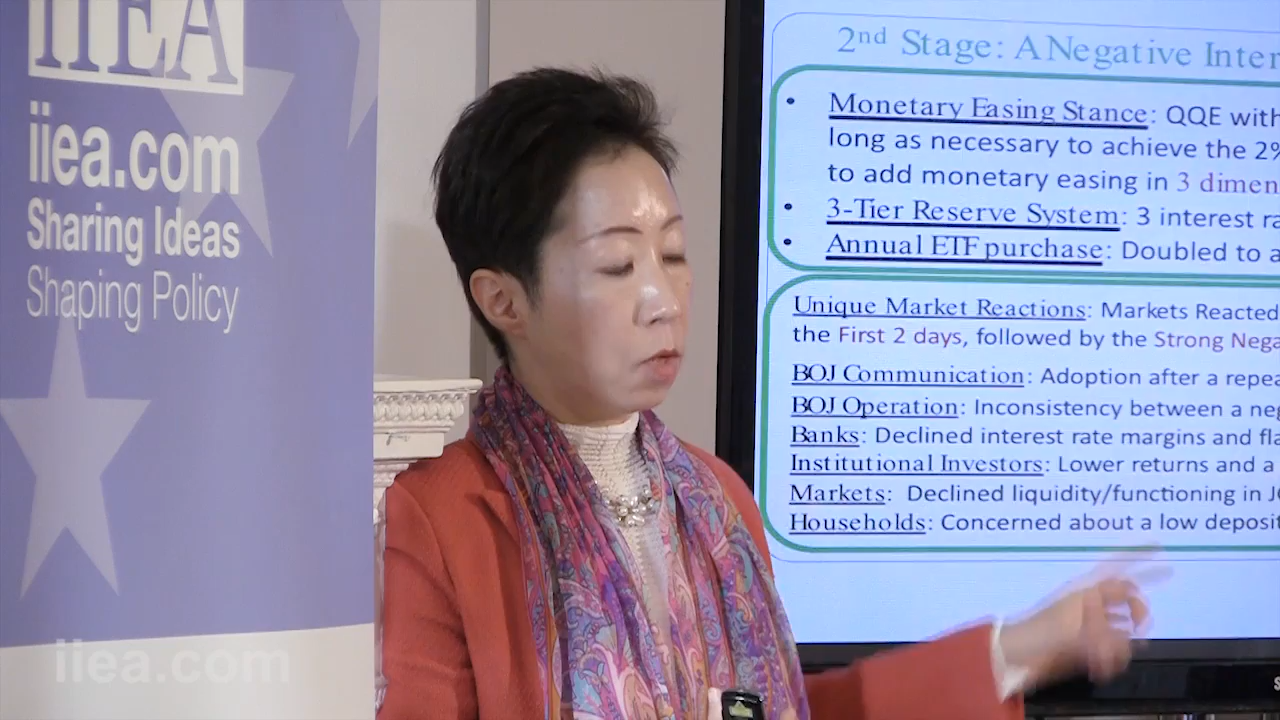 IIEA
iiea.com
Sharing Ideas
Shaping Policy
iiea.com
2nd Stage: A Negative Inter
• Monetary Easing Stance: QQE with
long as necessary to achieve the 2%
to add monetary easing in 3 dimen
• 3-Tier Reserve System: 3 interest ra
• Annual ETF purchase: Doubled to a
Unique Market Reactions: Markets Reacted
the First 2 days, followed by the Strong Nega
BOJ Communication: Adoption after a repea
BOJ Operation: Inconsistency between a neg
Banks: Declined interest rate margins and fla
Institutional Investors: Lower returns and a
Markets: Declined liquidity/functioning in JG
Households: Concerned about a low deposit
S